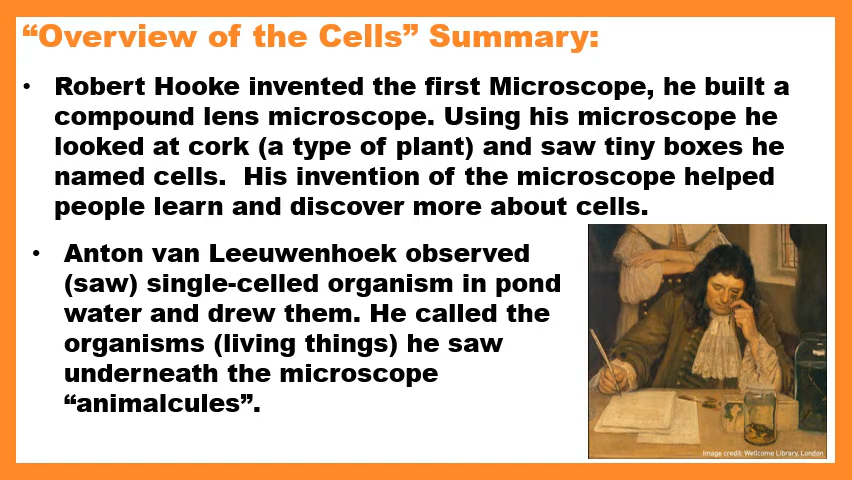 “Overview of the Cells” Summary:
• Robert Hooke invented the first Microscope, he built a
compound lens microscope. Using his microscope he
looked at cork (a type of plant) and saw tiny boxes he
named cells.  His invention of the microscope helped
people learn and discover more about cells.
• Anton van Leeuwenhoek observed
(saw) single-celled organism in pond
water and drew them. He called the
organisms (living things) he saw
underneath the microscope
“animalcules”.
Image credit: Wellcome Library, London